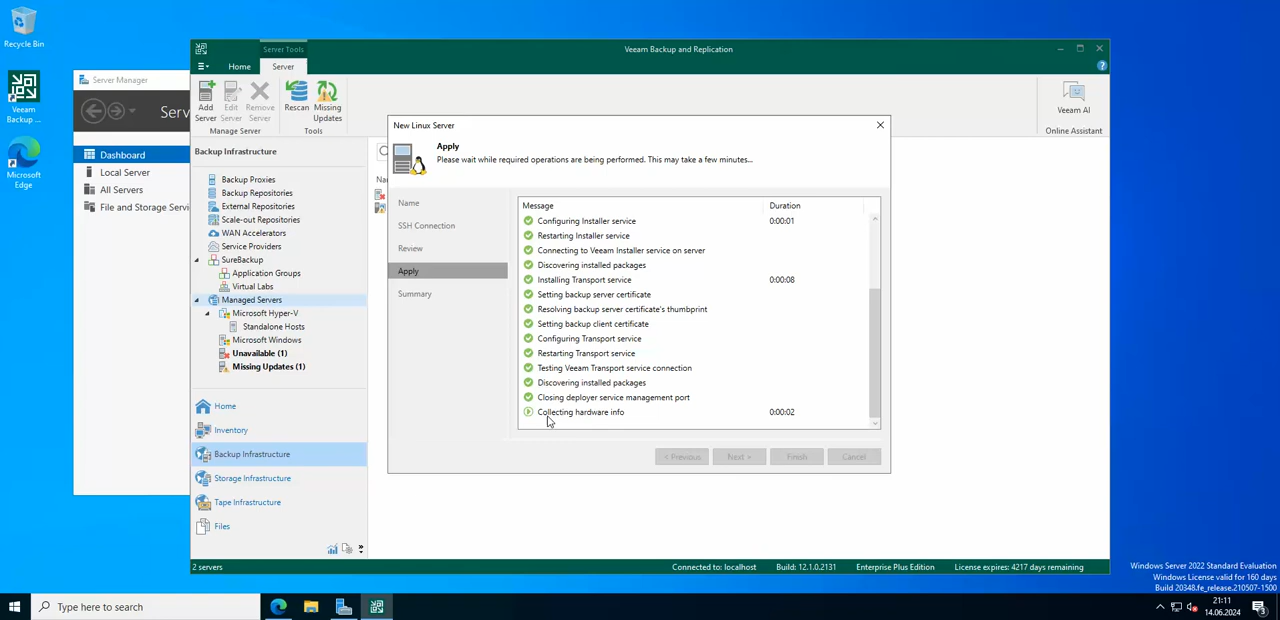 Recycle Bin
Veeam
Backup ...
Microsoft
Edge
Server Manager
Serv
Dashboard
Local Server
All Servers
File and Storage Servi
Server Tools
Veeam Backup and Replication
Home
Server
Add
Server
Edit
Server
Remove
Server
Manage Server
Rescan
Missing
Updates
Tools
Veeam AI
Online Assistant
Backup Infrastructure
Backup Proxies
Backup Repositories
External Repositories
Scale-out Repositories
WAN Accelerators
Service Providers
SureBackup
Application Groups
Virtual Labs
Managed Servers
Microsoft Hyper-V
Standalone Hosts
Microsoft Windows
Unavailable (1)
Missing Updates (1)
Home
Inventory
Backup Infrastructure
Storage Infrastructure
Tape Infrastructure
Files
New Linux Server
Apply
Please wait while required operations are being performed. This may take a few minutes...
Name
SSH Connection
Review
Apply
Summary
Message Duration
Configuring Installer service 0:00:01
Restarting Installer service
Connecting to Veeam Installer service on server
Discovering installed packages
Installing Transport service 0:00:08
Setting backup server certificate
Resolving backup server certificate's thumbprint
Setting backup client certificate
Configuring Transport service
Restarting Transport service
Testing Veeam Transport service connection
Discovering installed packages
Closing deployer service management port
Collecting hardware info 0:00:02
< Previous Next > Finish Cancel
2 servers
Connected to: localhost Build: 12.1.0.2131 Enterprise Plus Edition License expires: 4217 days remaining
Windows Server 2022 Standard Evaluation
Windows License valid for 160 days
Build 20348.fe_release.210507-1500
Type here to search
21:11
14.06.2024
3